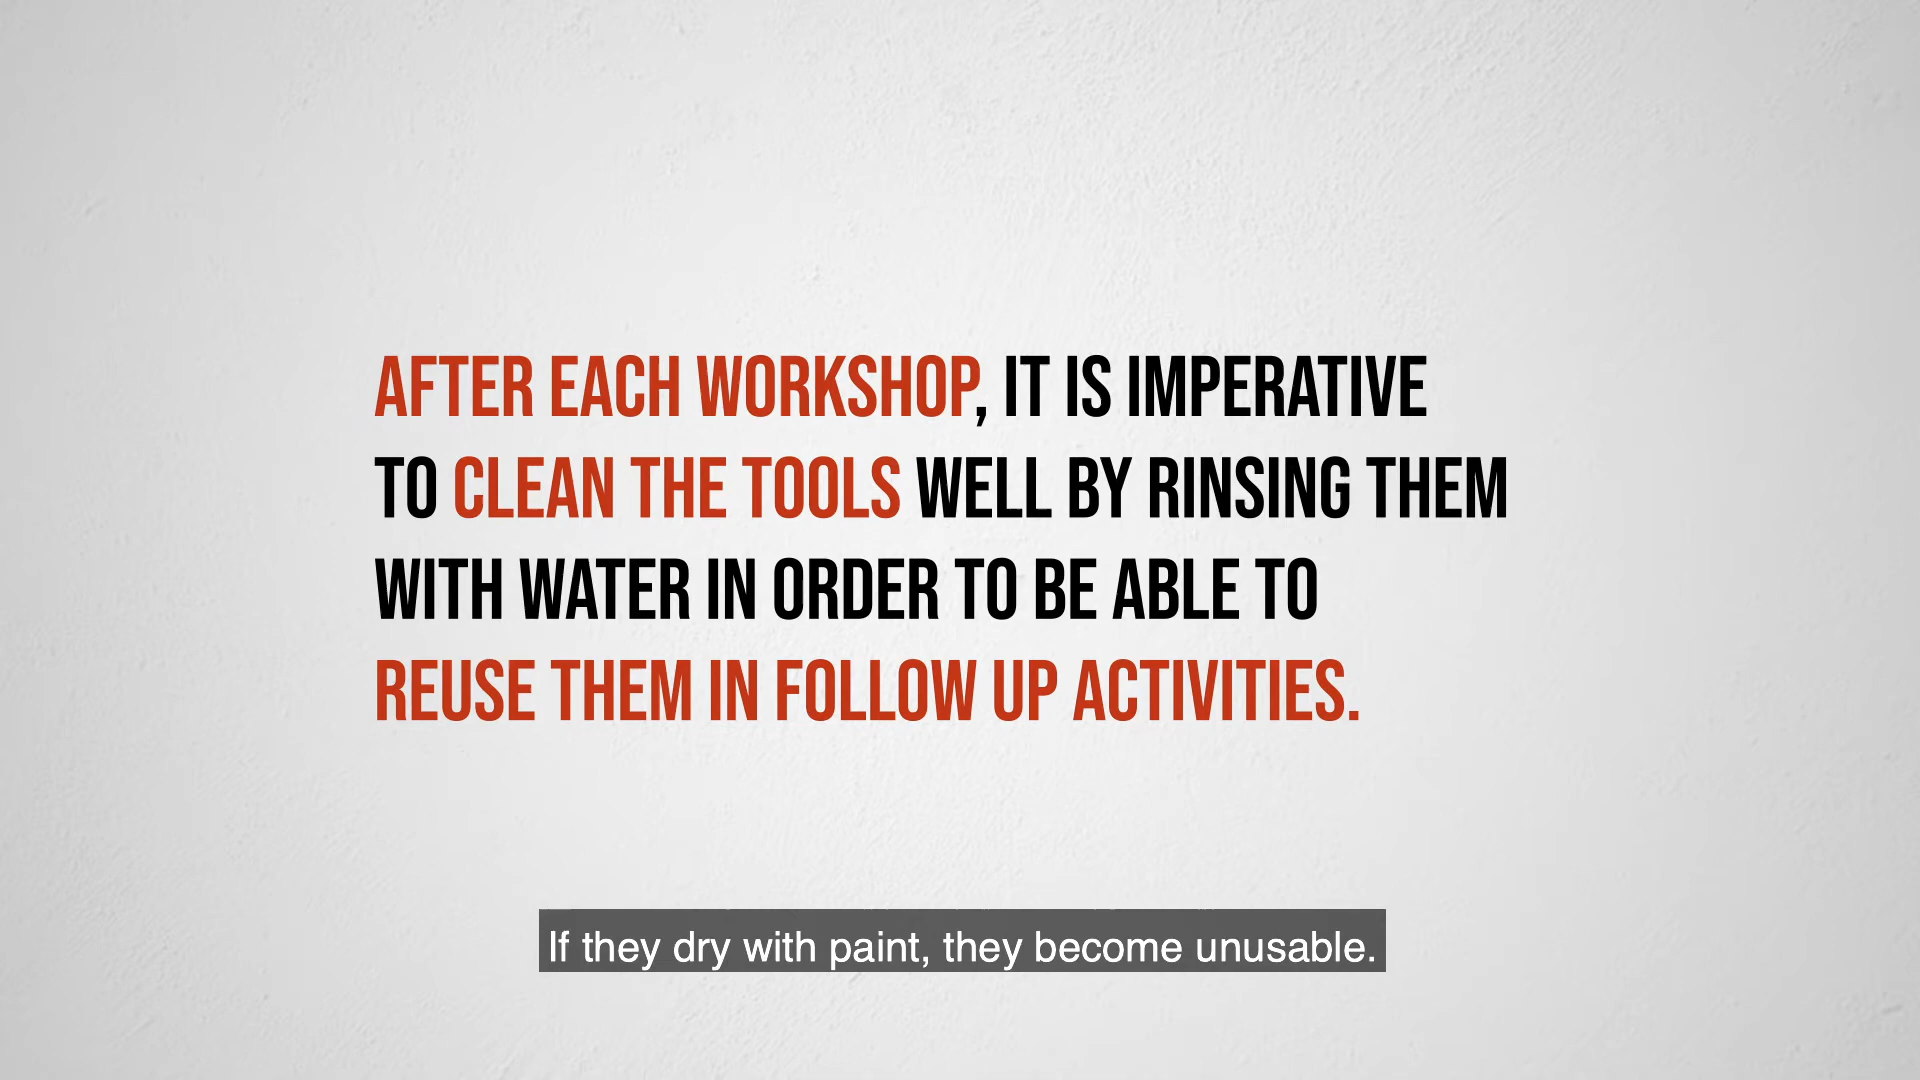 AFTER EACH WORKSHOP, IT IS IMPERATIVE
TO CLEAN THE TOOLS WELL BY RINSING THEM
WITH WATER IN ORDER TO BE ABLE TO
REUSE THEM IN FOLLOW UP ACTIVITIES.
If they dry with paint, they become unusable.